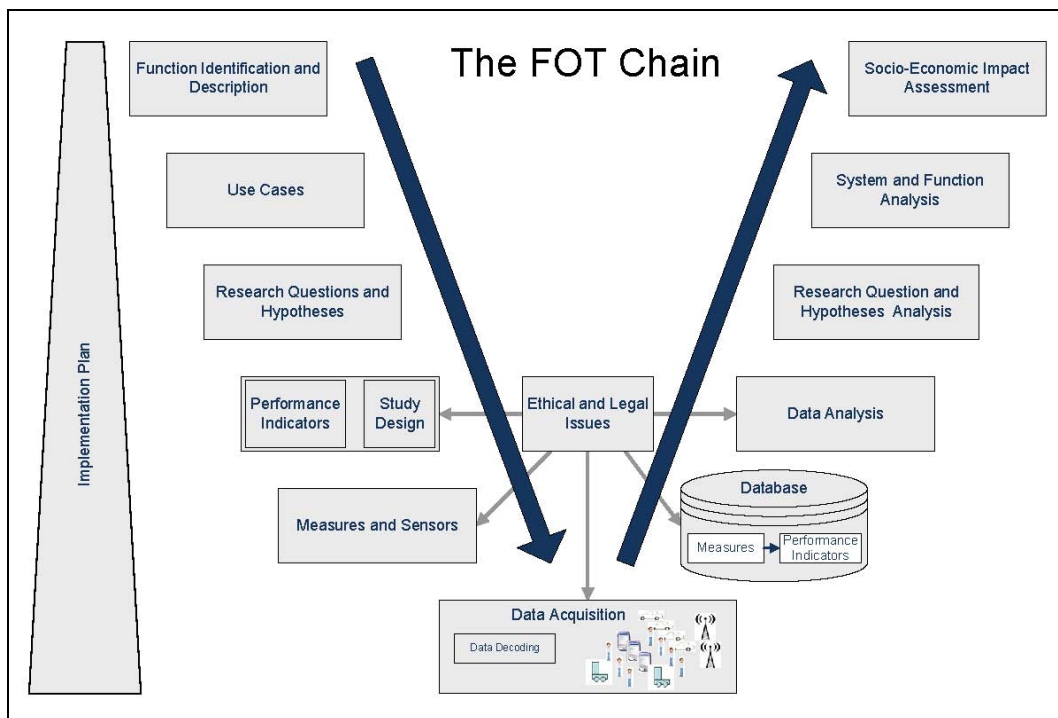 The FOT Chain
Function Identification and
Description
Use Cases
Research Questions and
Hypotheses
Performance
Indicators
Study
Design
Measures and Sensors
Implementation Plan
Ethical and Legal
Issues
Data Acquisition
Data Decoding
Database
Measures
Performance
Indicators
Data Analysis
Research Question and
Hypotheses Analysis
System and Function
Analysis
Socio-Economic Impact
Assessment